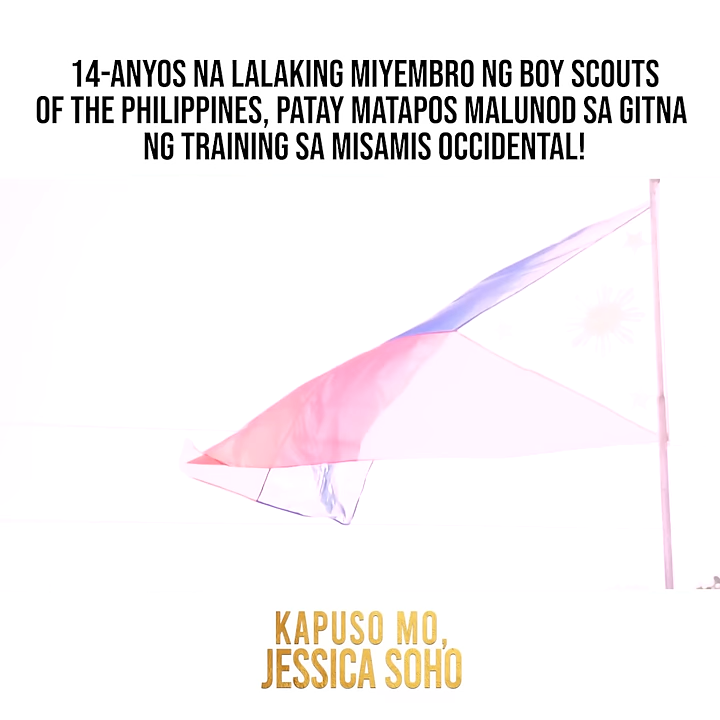 14-ANYOS NA LALAKING MIYEMBRO NG BOY SCOUTS
OF THE PHILIPPINES, PATAY MATAPOS MALUNOD SA GITNA
NG TRAINING SA MISAMIS OCCIDENTAL!
KAPUSO MO,
JESSICA SOHO